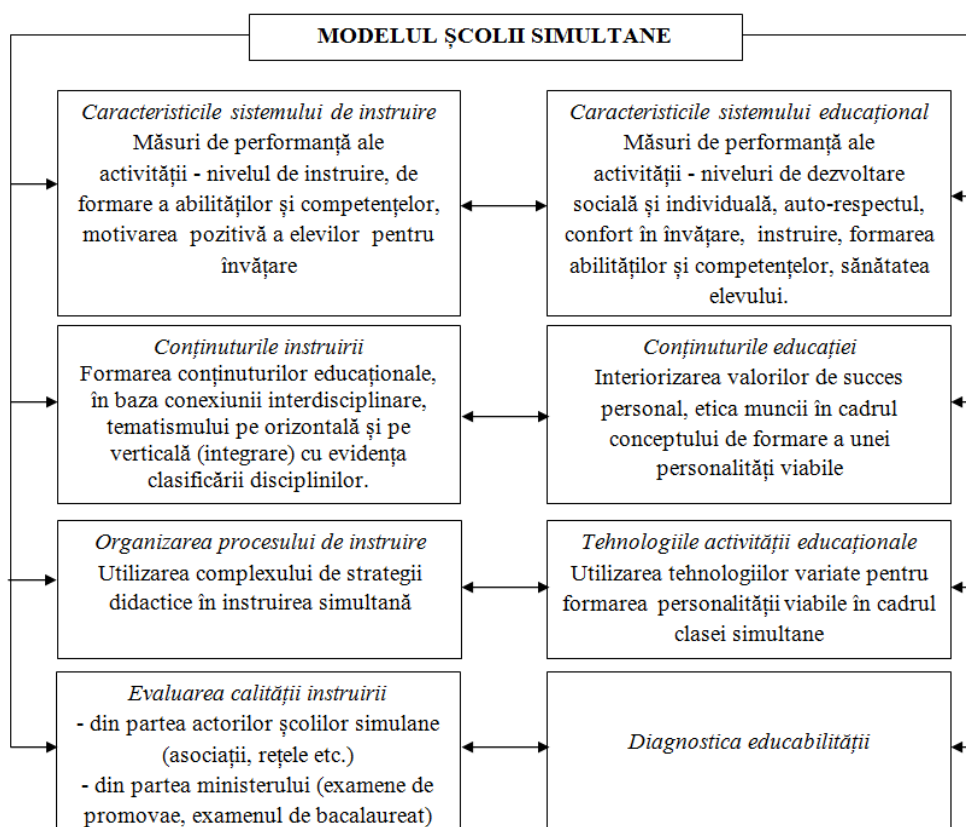 MODELUL ȘCOLII SIMULTANE
Caracteristicile sistemului de instruire
Măsuri de performanță ale
activității - nivelul de instruire, de
formare a abilităților și competențelor,
motivarea pozitivă a elevilor pentru
învățare
Caracteristicile sistemului educațional
Măsuri de performanță ale
activității - niveluri de dezvoltare
socială și individuală, auto-respectul,
confort în învățare, instruire, formarea
abilităților și competențelor, sănătatea
elevului.
Conținuturile instruirii
Formarea conținuturilor educaționale,
în baza conexiunii interdisciplinare,
tematismului pe orizontală și pe
verticală (integrare) cu evidența
clasificării disciplinilor.
Conținuturile educației
Interiorizarea valorilor de succes
personal, etica muncii în cadrul
conceptului de formare a unei
personalități viabile
Organizarea procesului de instruire
Utilizarea complexului de strategii
didactice în instruirea simultană
Tehnologiile activității educaționale
Utilizarea tehnologiilor variate pentru
formarea personalității viabile în cadrul
clasei simultane
Evaluarea calității instruirii
- din partea actorilor școlilor simulane
(asociații, rețele etc.)
- din partea ministerului (examene de
promovae, examenul de bacalaureat)
Diagnostica educabilității